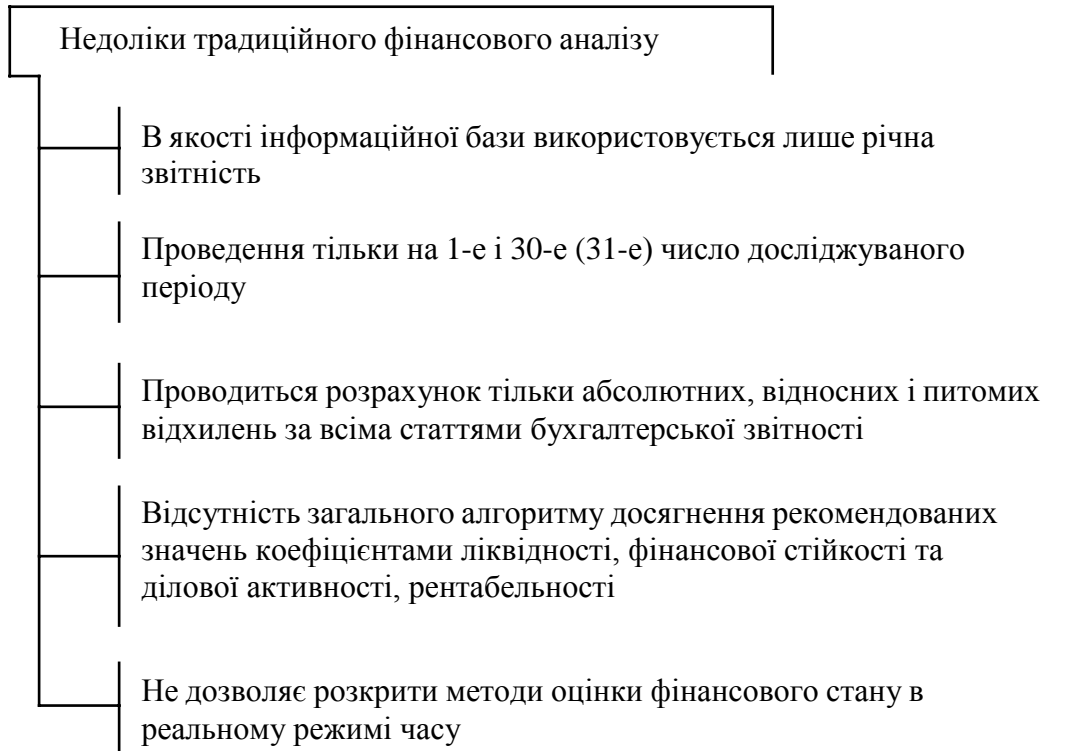 Недоліки традиційного фінансового аналізу
В якості інформаційної бази використовується лише річна
звітність
Проведення тільки на 1-е і 30-е (31-е) число досліджуваного
періоду
Проводиться розрахунок тільки абсолютних, відносних і питомих
відхилень за всіма статтями бухгалтерської звітності
Відсутність загального алгоритму досягнення рекомендованих
значень коефіцієнтами ліквідності, фінансової стійкості та
ділової активності, рентабельності
Не дозволяє розкрити методи оцінки фінансового стану в
реальному режимі часу